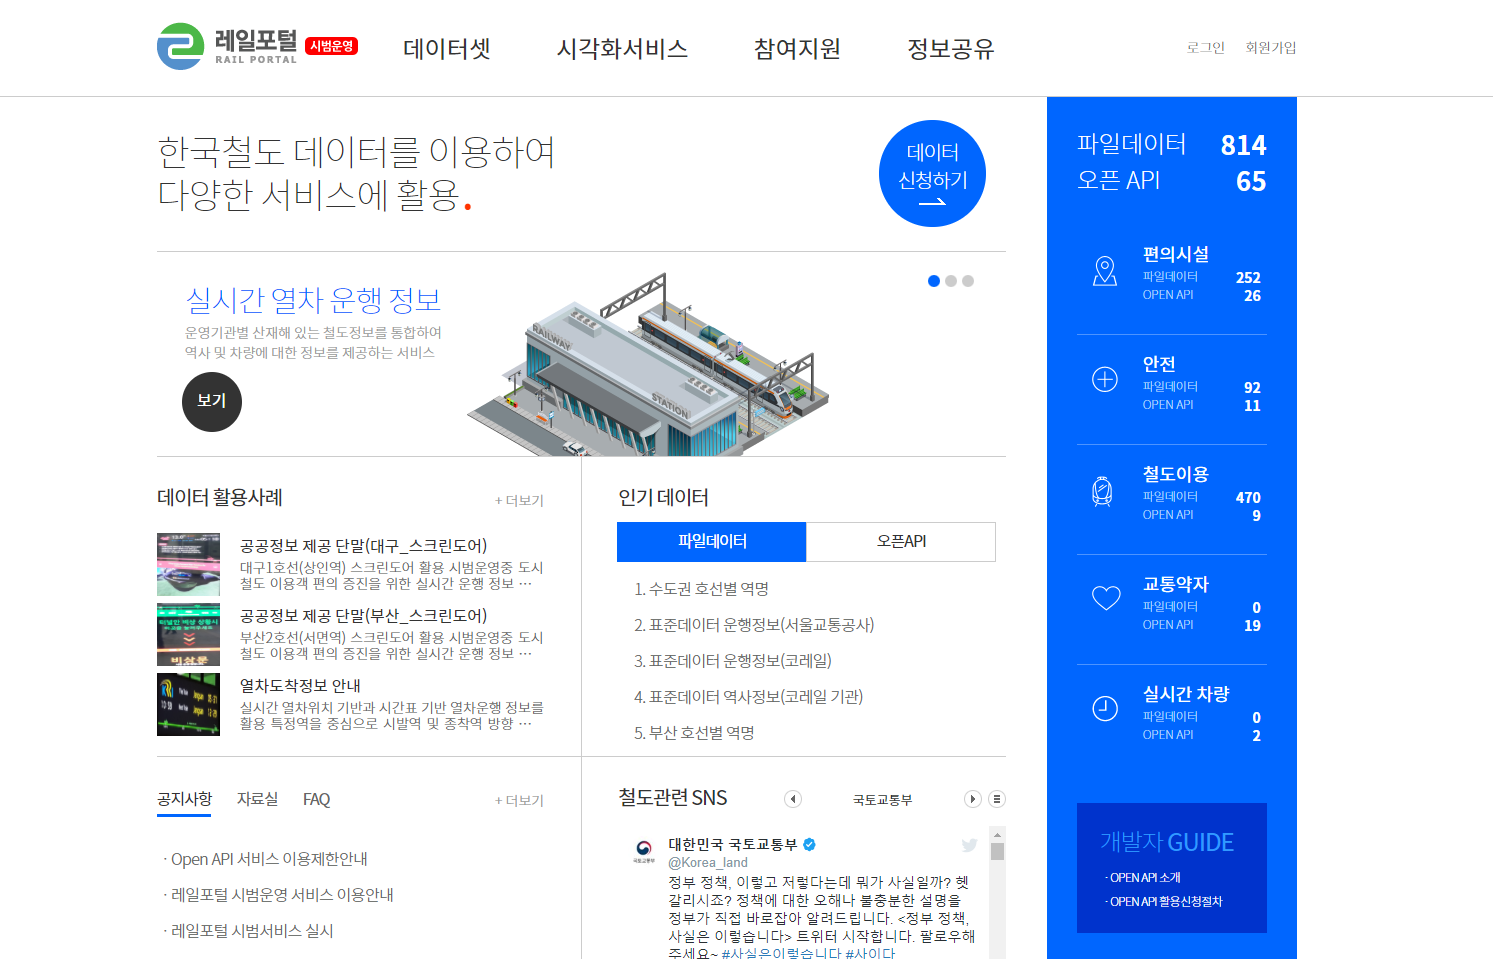 레일포털
RAIL PORTAL
시범운영
데이터셋
시각화서비스
참여지원
정보공유
로그인
회원가입
한국철도 데이터를 이용하여
다양한 서비스에 활용.
데이터
신청하기
실시간 열차 운행 정보
운영기관별 산재해 있는 철도정보를 통합하여
역사 및 차량에 대한 정보를 제공하는 서비스
보기
RAILWAY
STATION
데이터 활용사례
+ 더보기
공공정보 제공 단말(대구_스크린도어)
대구1호선(상인역) 스크린도어 활용 시범운영중 도시
철도 이용객 편의 증진을 위한 실시간 운행 정보 …
공공정보 제공 단말(부산_스크린도어)
부산2호선(서면역) 스크린도어 활용 시범운영중 도시
철도 이용객 편의 증진을 위한 실시간 운행 정보 …
열차도착정보 안내
실시간 열차위치 기반과 시간표 기반 열차운행 정보를
활용 특정역을 중심으로 시발역 및 종착역 방향 …
인기 데이터
파일데이터
오픈API
1. 수도권 호선별 역명
2. 표준데이터 운행정보(서울교통공사)
3. 표준데이터 운행정보(코레일)
4. 표준데이터 역사정보(코레일 기관)
5. 부산 호선별 역명
공지사항
자료실
FAQ
+ 더보기
· Open API 서비스 이용제한안내
· 레일포털 시범운영 서비스 이용안내
· 레일포털 시범서비스 실시
철도관련 SNS
국토교통부
대한민국 국토교통부
@Korea_land
정부 정책, 이렇고 저렇다는데 뭐가 사실일까? 헷
갈리시죠? 정책에 대한 오해나 불충분한 설명을
정부가 직접 바로잡아 알려드립니다. <정부 정책,
사실은 이렇습니다> 트위터 시작합니다. 팔로우해
주세요~ #사실은이렇습니다 #사이다
파일데이터 814
오픈 API 65
편의시설
파일데이터 252
OPEN API 26
안전
파일데이터 92
OPEN API 11
철도이용
파일데이터 470
OPEN API 9
교통약자
파일데이터 0
OPEN API 19
실시간 차량
파일데이터 0
OPEN API 2
개발자 GUIDE
· OPEN API 소개
· OPEN API 활용신청절차